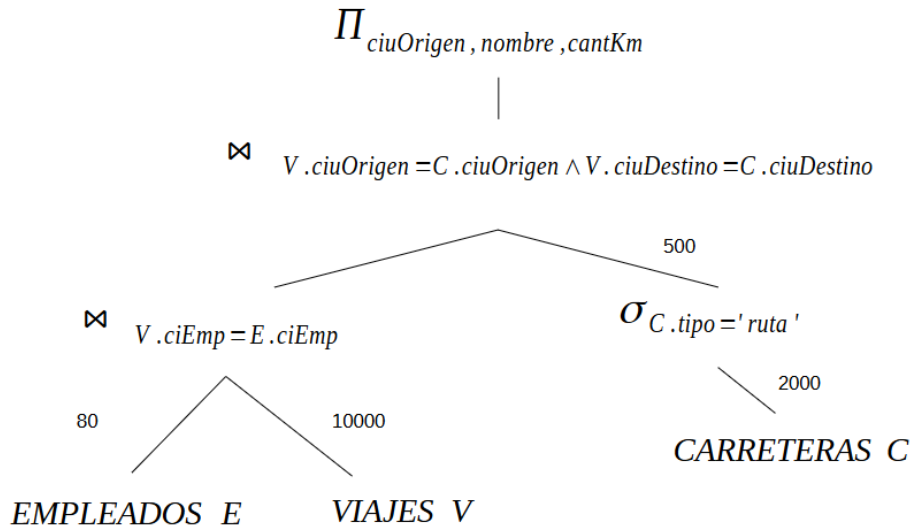 Π ciuOrigen , nombre , cantKm
⋈ V . ciuOrigen = C . ciuOrigen ∧ V . ciuDestino = C . ciuDestino
500
⋈ V . ciEmp = E . ciEmp
σ C . tipo = ' ruta '
2000
80
10000
CARRETERAS C
EMPLEADOS E
VIAJES V